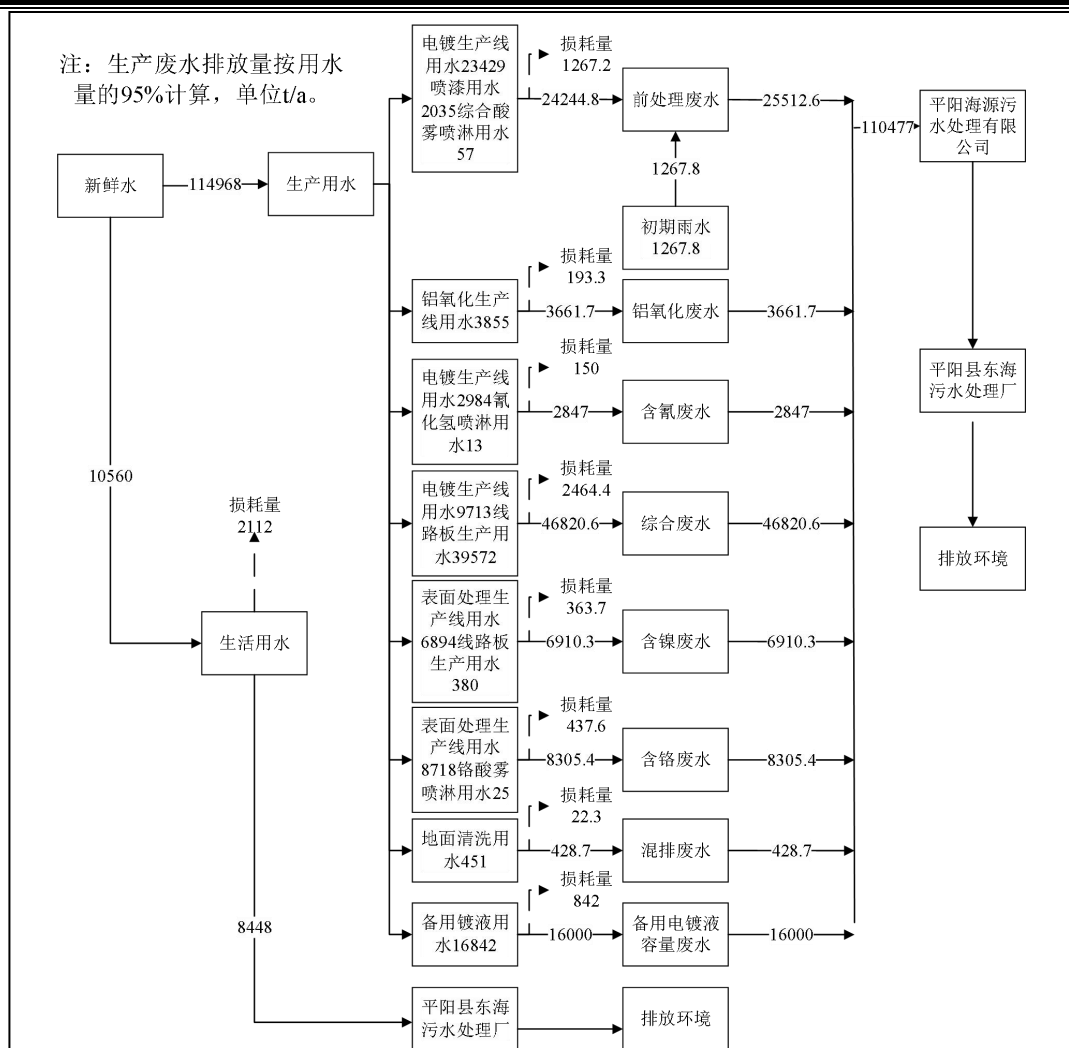 注：生产废水排放量按用水
量的95%计算，单位t/a。
新鲜水
114968
生产用水
10560
损耗量
2112
生活用水
8448
电镀生产线
用水23429
喷漆用水
2035综合酸
雾喷淋用水
57
损耗量
1267.2
24244.8
前处理废水
25512.6
1267.8
初期雨水
1267.8
铝氧化生产
线用水3855
损耗量
193.3
3661.7
铝氧化废水
3661.7
电镀生产线
用水2984氰
化氢喷淋用
水13
损耗量
150
2847
含氰废水
2847
电镀生产线
用水9713线
路板生产用
水39572
损耗量
2464.4
46820.6
综合废水
46820.6
表面处理生
产线用水
6894线路板
生产用水
380
损耗量
363.7
6910.3
含镍废水
6910.3
表面处理生
产线用水
8718铬酸雾
喷淋用水25
损耗量
437.6
8305.4
含铬废水
8305.4
地面清洗用
水451
损耗量
22.3
428.7
混排废水
428.7
备用镀液用
水16842
损耗量
842
16000
备用电镀液
容量废水
16000
平阳县东海
污水处理厂
排放环境
110477
平阳海源污
水处理有限
公司
平阳县东海
污水处理厂
排放环境